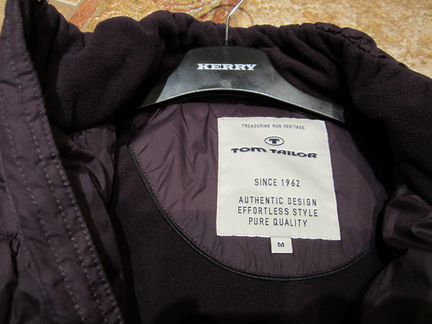 KERRY
TREASURING OUR HERITAGE
T
TOM TAILOR
SINCE 1962
AUTHENTIC DESIGN
EFFORTLESS STYLE
PURE QUALITY
M